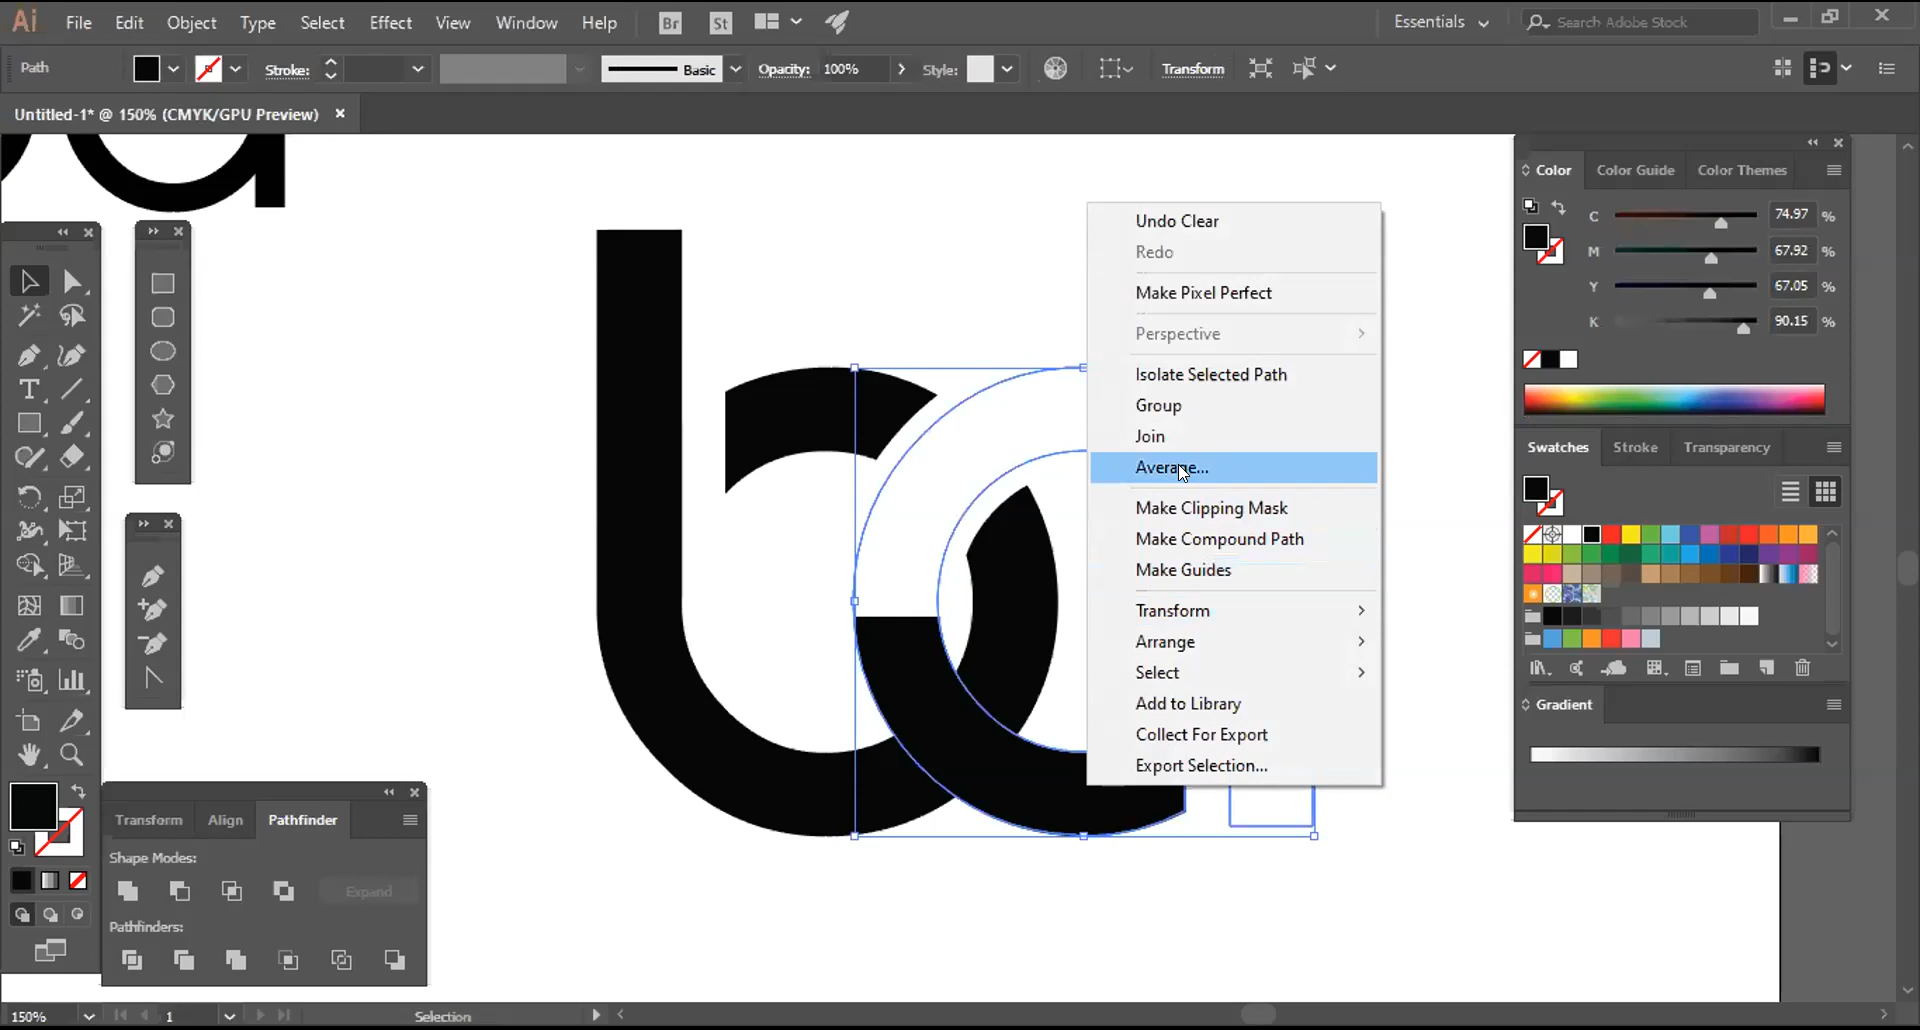 Ai File Edit Object Type Select Effect View Window Help Br St Essentials Search Adobe Stock
Path Stroke: Basic Opacity: 100% Style: Transform
Untitled-1* @ 150% (CMYK/GPU Preview)
Undo Clear
Redo
Make Pixel Perfect
Perspective
Isolate Selected Path
Group
Join
Average...
Make Clipping Mask
Make Compound Path
Make Guides
Transform
Arrange
Select
Add to Library
Collect For Export
Export Selection...
Color Color Guide Color Themes
C 74.97 %
M 67.92 %
Y 67.05 %
K 90.15 %
Swatches Stroke Transparency
Gradient
Transform Align Pathfinder
Shape Modes:
Expand
Pathfinders:
150% 1 Selection